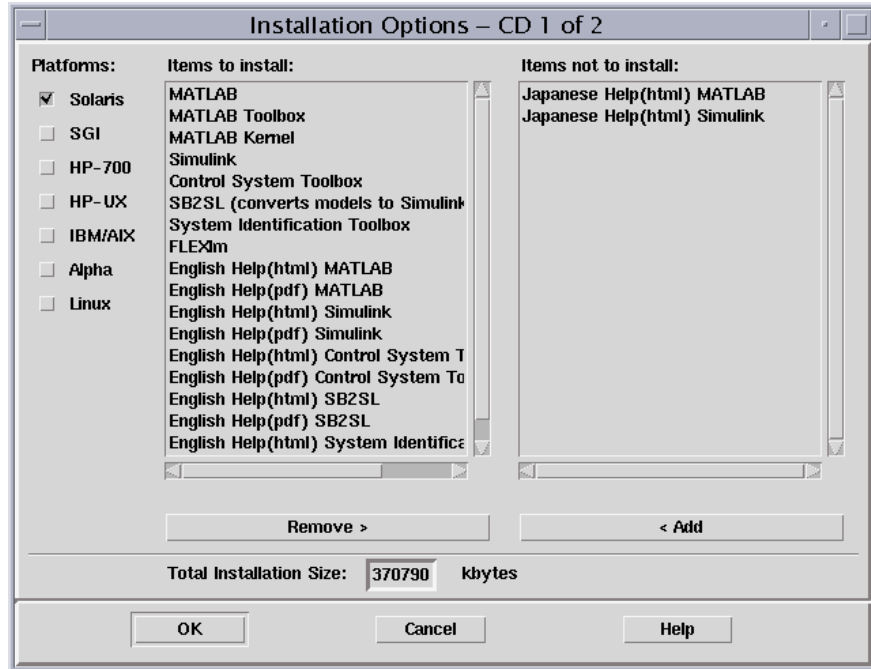 Installation Options – CD 1 of 2
Platforms:
Solaris
SGI
HP-700
HP-UX
IBM/AIX
Alpha
Linux
Items to install:
MATLAB
MATLAB Toolbox
MATLAB Kernel
Simulink
Control System Toolbox
SB2SL (converts models to Simulink
System Identification Toolbox
FLEXlm
English Help(html) MATLAB
English Help(pdf) MATLAB
English Help(html) Simulink
English Help(pdf) Simulink
English Help(html) Control System T
English Help(pdf) Control System To
English Help(html) SB2SL
English Help(pdf) SB2SL
English Help(html) System Identifica
Items not to install:
Japanese Help(html) MATLAB
Japanese Help(html) Simulink
Remove >
< Add
Total Installation Size: 370790 kbytes
OK
Cancel
Help